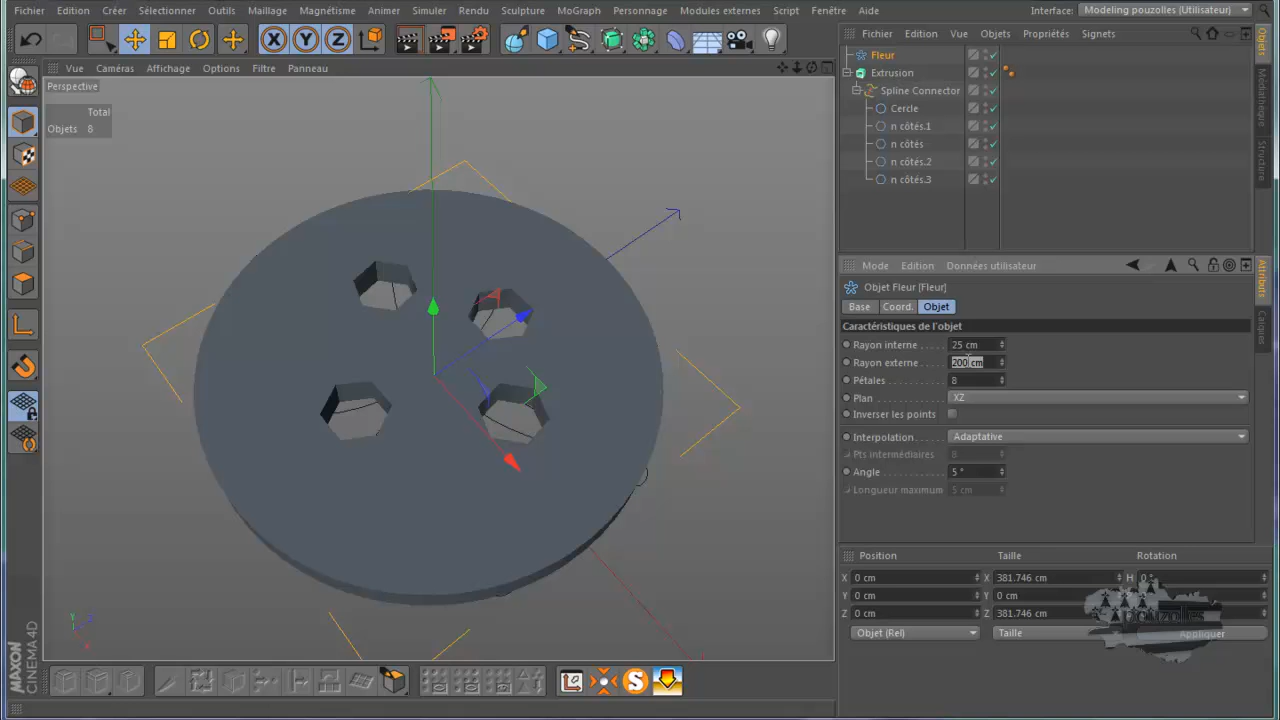 Fichier Edition Créer Sélectionner Outils Maillage Magnétisme Animer Simuler Rendu Sculpture MoGraph Personnage Modules externes Script Fenêtre Aide Interface: Modeling pouzolles (Utilisateur)
X Y Z
Vue Caméras Affichage Options Filtre Panneau
Perspective
Total
Objets 8
Y Z
X
Fichier Edition Vue Objets Propriétés Signets
Fleur
Extrusion
Spline Connector
Cercle
n côtés.1
n côtés
n côtés.2
n côtés.3
Objets
Médiathèque
Structure
Mode Edition Données utilisateur
Objet Fleur [Fleur]
Base Coord. Objet
Caractéristiques de l'objet
Rayon interne 25 cm
Rayon externe 200 cm
Pétales 8
Plan XZ
Inverser les points
Interpolation Adaptative
Pts intermédiaires 8
Angle 5 °
Longueur maximum 5 cm
Attributs
Calques
Position Taille Rotation
X 0 cm X 381.746 cm H 0 °
Y 0 cm Y 0 cm
Z 0 cm Z 381.746 cm
Objet (Rel) Taille Appliquer
MAXON CINEMA 4D
S